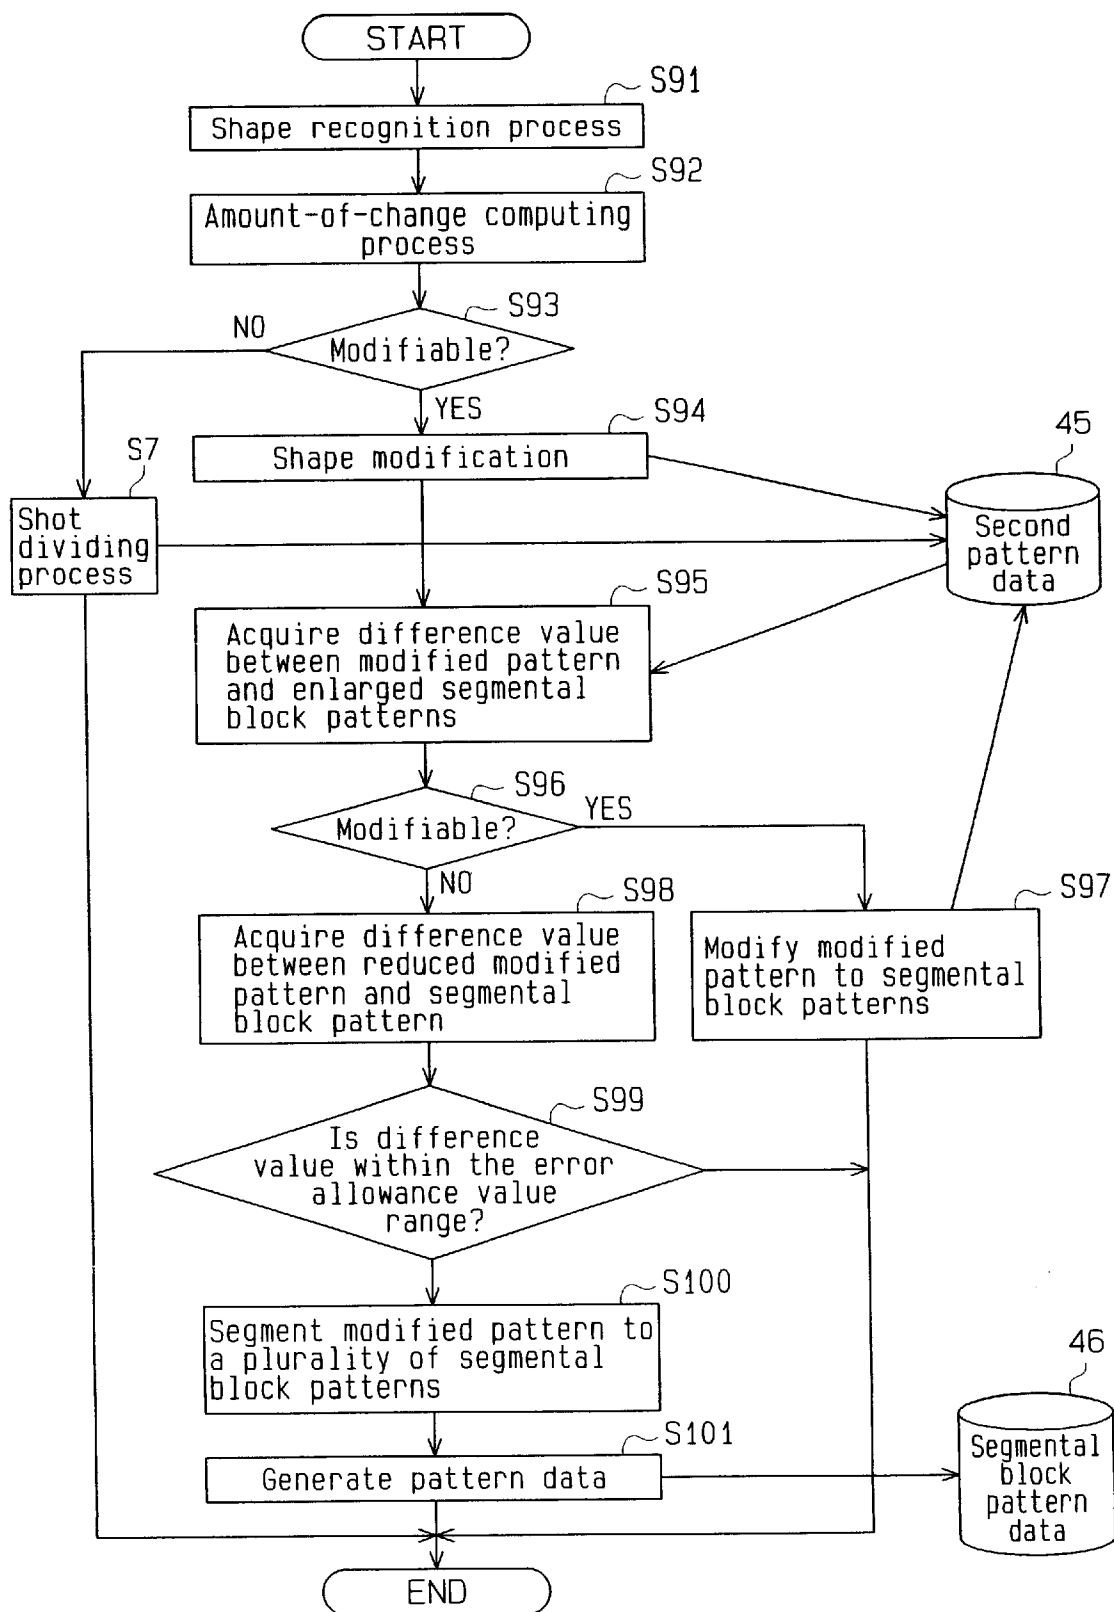 START
S91
Shape recognition process
S92
Amount-of-change computing
process
S93
NO
Modifiable?
YES
S94
Shape modification
45
S7
Shot
dividing
process
Second
pattern
data
S95
Acquire difference value
between modified pattern
and enlarged segmental
block patterns
S96
YES
Modifiable?
NO
S98
S97
Acquire difference value
between reduced modified
pattern and segmental
block pattern
Modify modified
pattern to segmental
block patterns
S99
Is difference
value within the error
allowance value
range?
S100
Segment modified pattern to
a plurality of segmental
block patterns
46
S101
Generate pattern data
Segmental
block
pattern
data
END